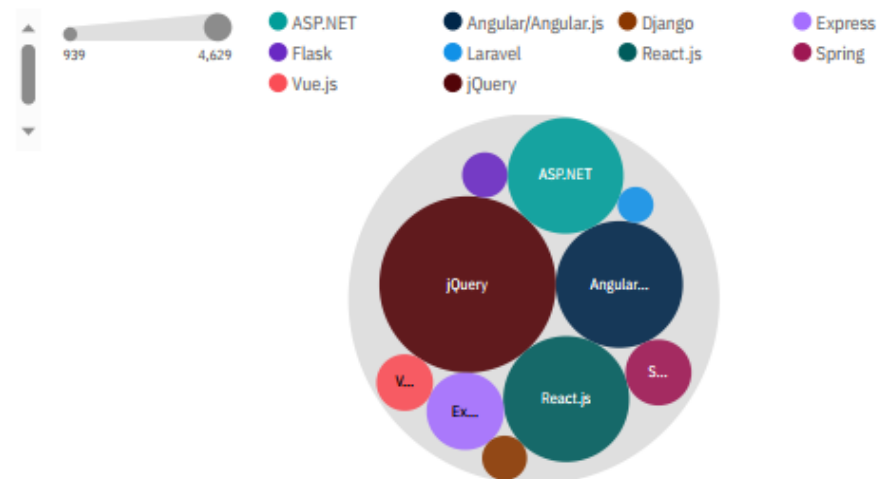 ASP.NET Angular/Angular.js Django Express
939 4,629 Flask Laravel React.js Spring
Vue.js jQuery
ASP.NET
jQuery Angular...
S...
V...
React.js
Ex...